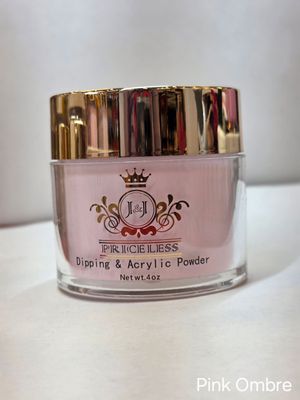 J&J
PRICELESS
Dipping & Acrylic Powder
Net wt.4oz
Pink Ombre